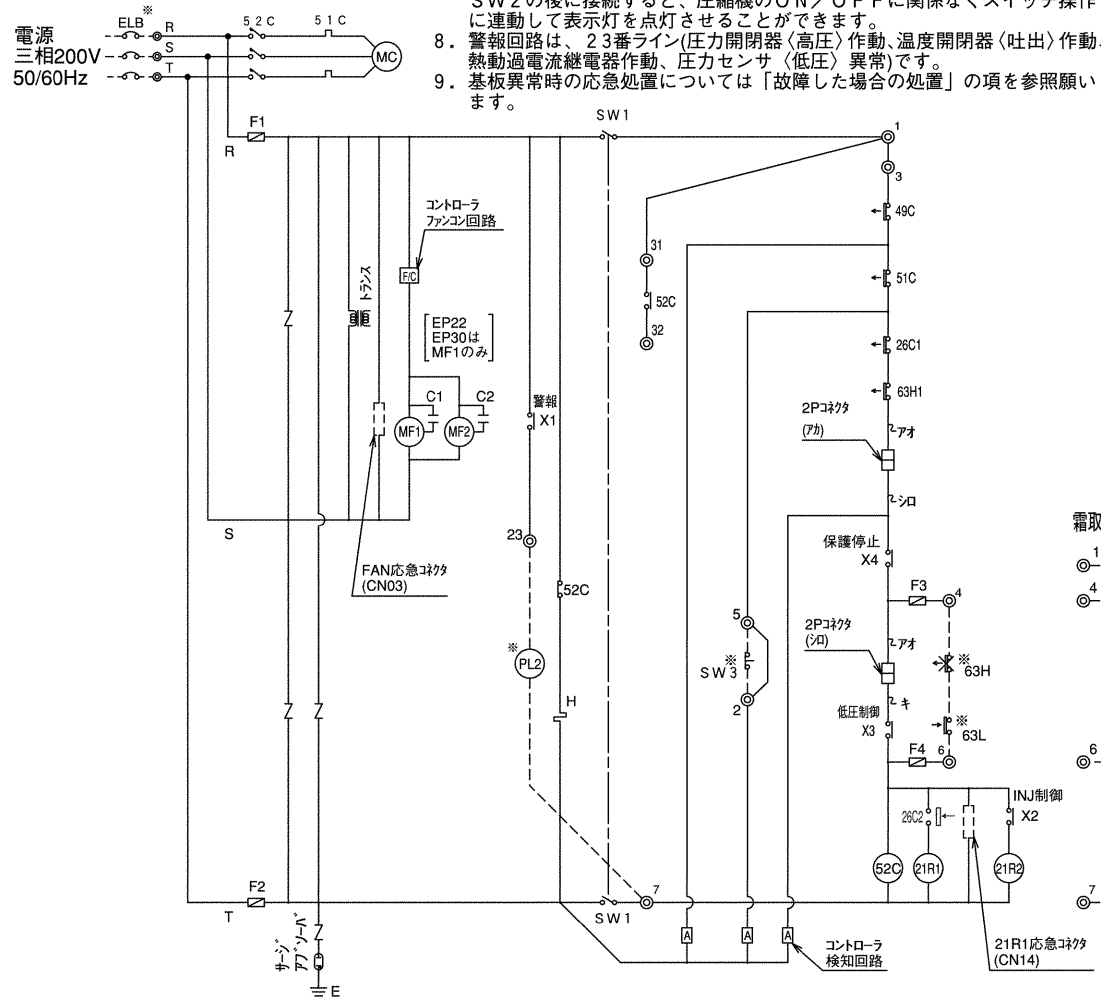 SW2の後に接続すると、圧縮機のON/OFFに関係なくスイッチ操作
に連動して表示灯を点灯させることができます。
8. 警報回路は、23番ライン(圧力開閉器〈高圧〉作動、温度開閉器〈吐出〉作動、
熱動過電流継電器作動、圧力センサ〈低圧〉異常)です。
9. 基板異常時の応急処置については「故障した場合の処置」の項を参照願い
ます。
電源
三相200V
50/60Hz
※
ELB
R
S
T
52C
51C
MC
F1
R
SW1
1
3
49C
31
51C
52C
32
26C1
63H1
コントローラ
ファンコン回路
F/C
トランス
EP22
EP30は
MF1のみ
C1
C2
MF1
MF2
警報
X1
2Pコネクタ
(アカ)
アオ
シロ
S
23
FAN応急コネクタ
(CN03)
52C
保護停止
X4
霜取
1
4
F3
4
5
※
SW3
2
2Pコネクタ
(シロ)
アオ
※
63H
※
PL2
H
キ
低圧制御
X3
※
63L
F4
6
6
INJ制御
X2
26C2
52C
21R1
21R2
F2
T
SW1
7
7
A
A
A
コントローラ
検知回路
21R1応急コネクタ
(CN14)
サージ
アブソーバ
E